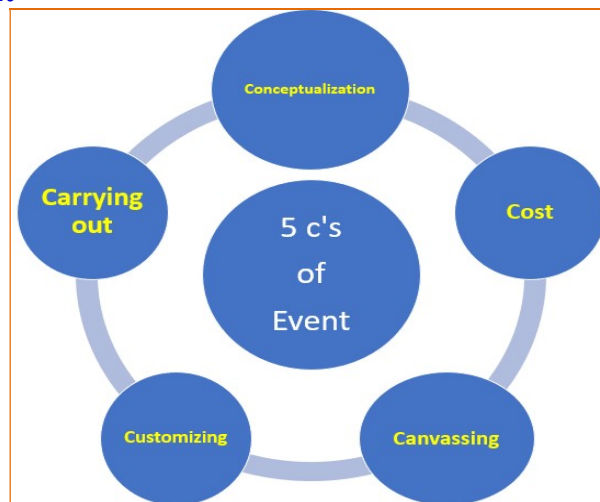 Conceptualization
Cost
Canvassing
Customizing
Carrying
out
5 c's
of
Event